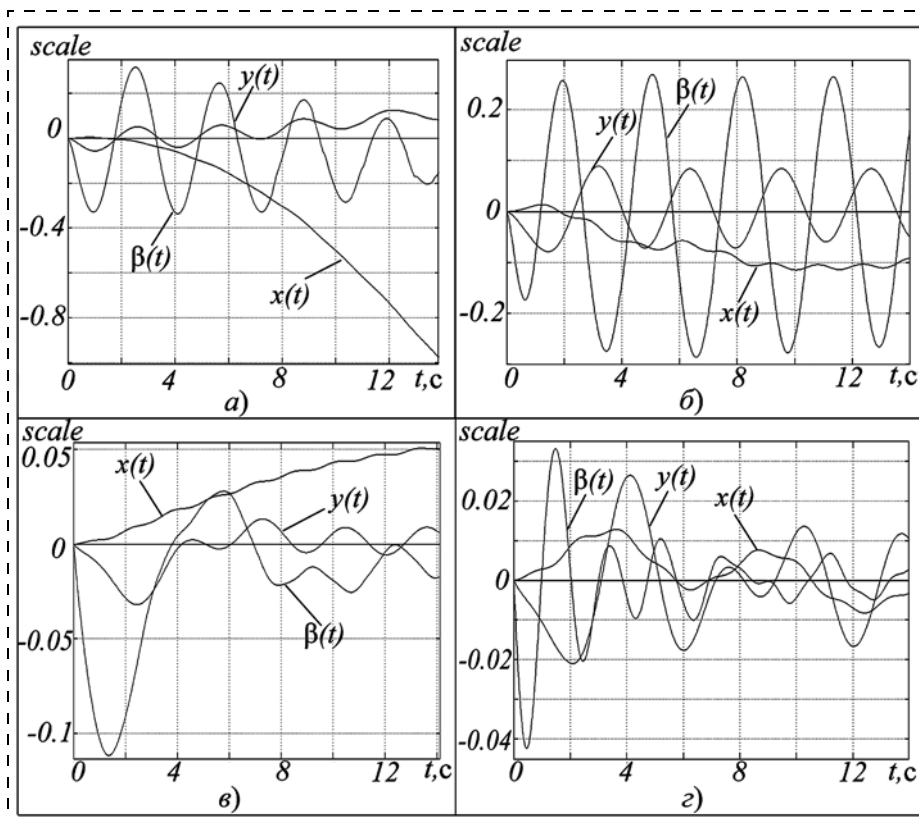 scale
y(t)
0
-0.4
β(t)
x(t)
-0.8
0 4 8 12 t,c
а)
scale
0.2
β(t)
y(t)
0
x(t)
-0.2
0 4 8 12 t,c
б)
scale
0.05
x(t)
y(t)
0
-0.05
β(t)
-0.1
0 4 8 12 t,c
в)
scale
β(t) y(t)
x(t)
0.02
0
-0.02
-0.04
0 4 8 12 t,c
г)